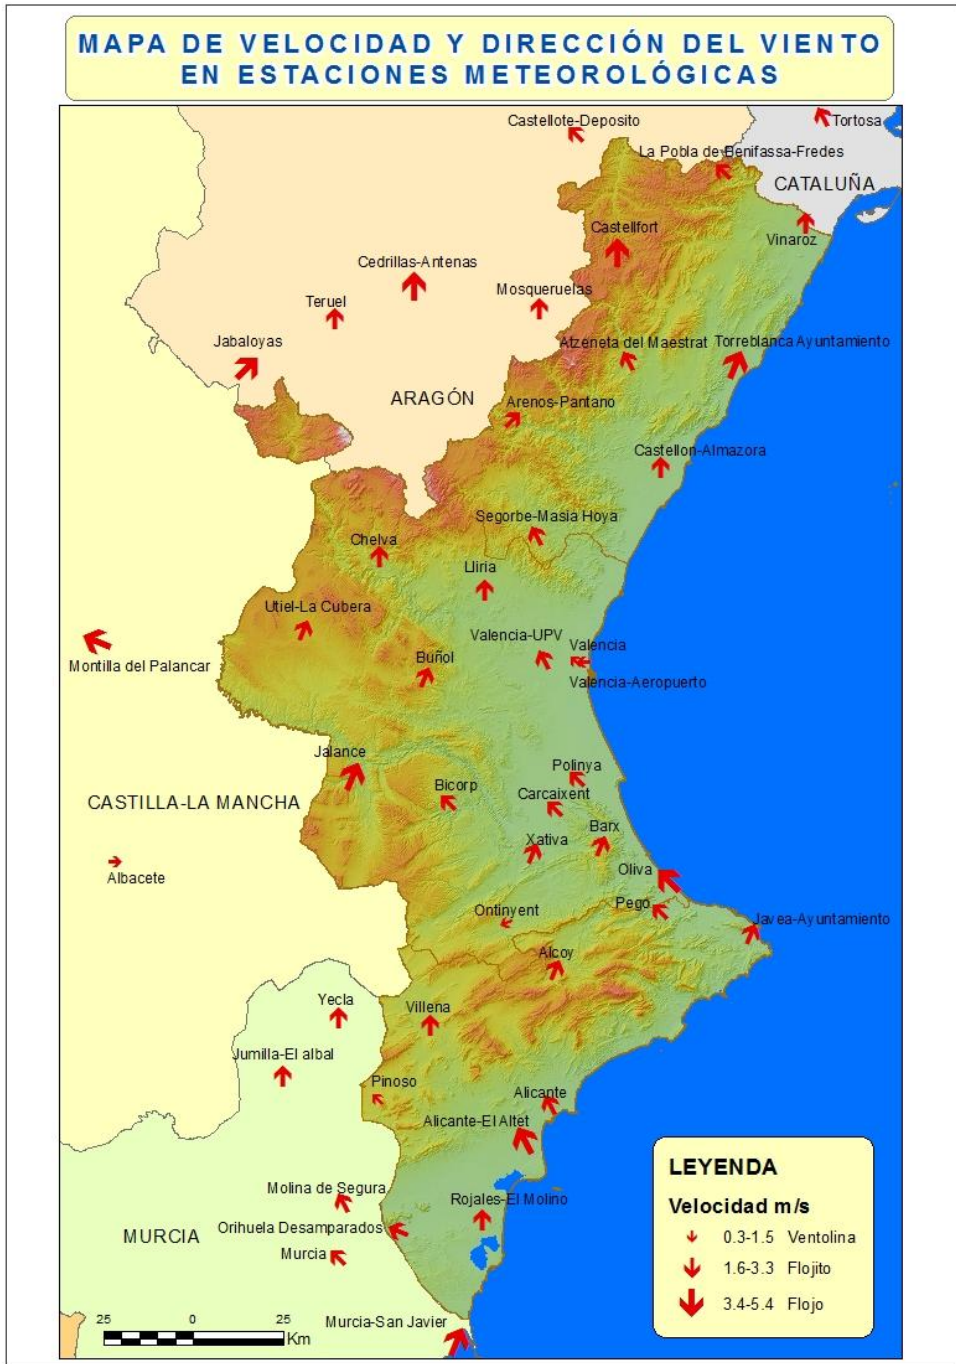 MAPA DE VELOCIDAD Y DIRECCIÓN DEL VIENTO
EN ESTACIONES METEOROLÓGICAS
Castellote-Deposito
Tortosa
La Pobla de Benifassa-Fredes
CATALUÑA
Castellfort
Vinaroz
Cedrillas-Antenas
Mosqueruelas
Teruel
Jabaloyas
Atzeneta del Maestrat
Torreblanca Ayuntamiento
ARAGÓN
Arenos-Pantano
Castellon-Almazora
Segorbe-Masia Hoya
Chelva
Lliria
Utiel-La Cubera
Valencia-UPV
Valencia
Montilla del Palancar
Buñol
Valencia-Aeropuerto
Jalance
Polinya
Bicorp
Carcaixent
CASTILLA-LA MANCHA
Barx
Xativa
Oliva
Albacete
Pego
Ontinyent
Javea-Ayuntamiento
Alcoy
Yecla
Villena
Jumilla-El albal
Pinoso
Alicante
Alicante-El Altet
Molina de Segura
Rojales-El Molino
Orihuela Desamparados
MURCIA
Murcia
Murcia-San Javier
25 0 25
Km
LEYENDA
Velocidad m/s
0.3-1.5 Ventolina
1.6-3.3 Flojito
3.4-5.4 Flojo